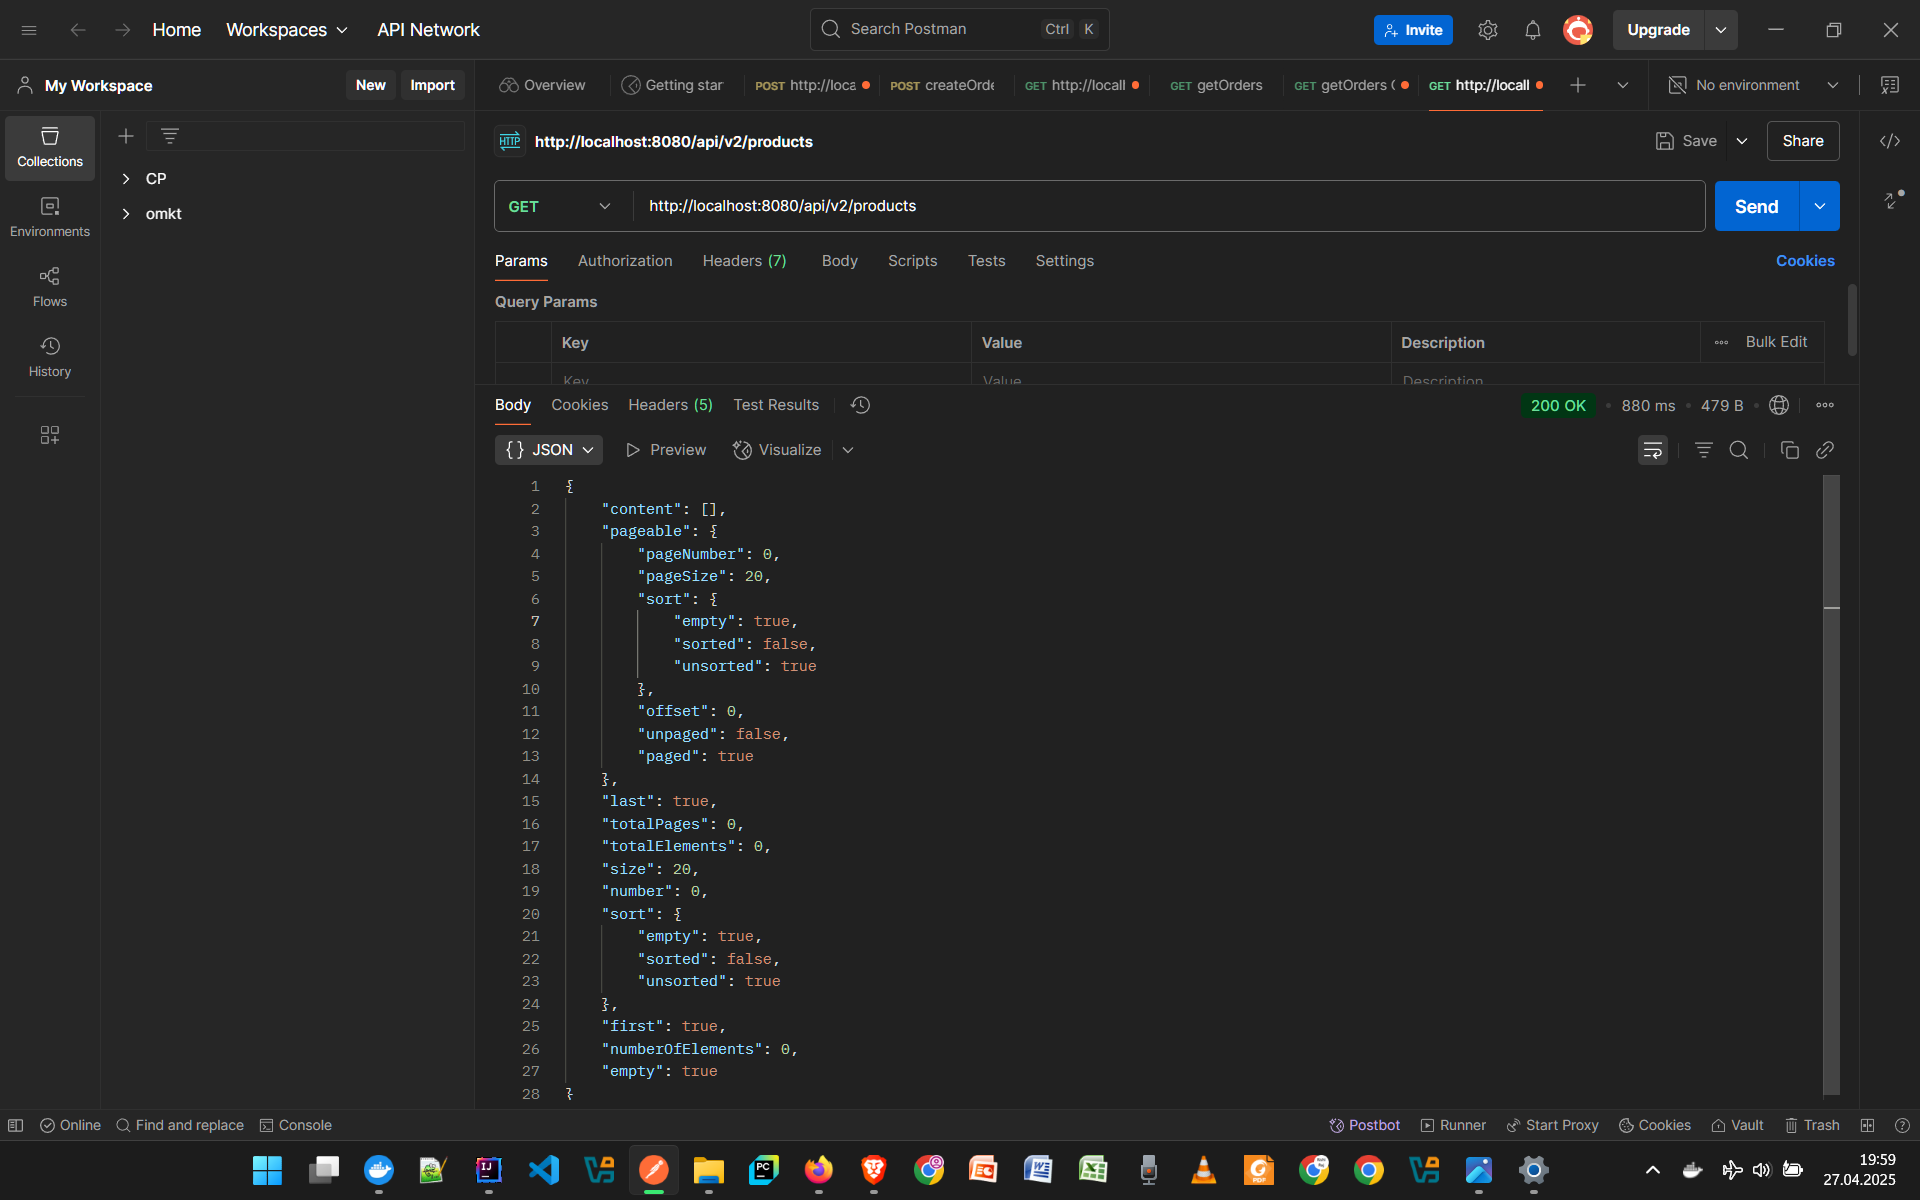 Home
Workspaces
API Network
Search Postman
Ctrl K
Invite
Upgrade
My Workspace
New
Import
Overview
Getting star
POST http://loca
POST createOrde
GET http://locall
GET getOrders
GET getOrders (
GET http://locall
No environment
Collections
Environments
Flows
History
CP
omkt
HTTP http://localhost:8080/api/v2/products
Save
Share
GET http://localhost:8080/api/v2/products
Send
Params Authorization Headers (7) Body Scripts Tests Settings
Cookies
Query Params
Key Value Description Bulk Edit
Key Value Description
Body Cookies Headers (5) Test Results
200 OK • 880 ms • 479 B •
{} JSON Preview Visualize
1 {
2 "content": [],
3 "pageable": {
4 "pageNumber": 0,
5 "pageSize": 20,
6 "sort": {
7 "empty": true,
8 "sorted": false,
9 "unsorted": true
10 },
11 "offset": 0,
12 "unpaged": false,
13 "paged": true
14 },
15 "last": true,
16 "totalPages": 0,
17 "totalElements": 0,
18 "size": 20,
19 "number": 0,
20 "sort": {
21 "empty": true,
22 "sorted": false,
23 "unsorted": true
24 },
25 "first": true,
26 "numberOfElements": 0,
27 "empty": true
28 }
Online
Find and replace
Console
Postbot
Runner
Start Proxy
Cookies
Vault
Trash
19:59
27.04.2025